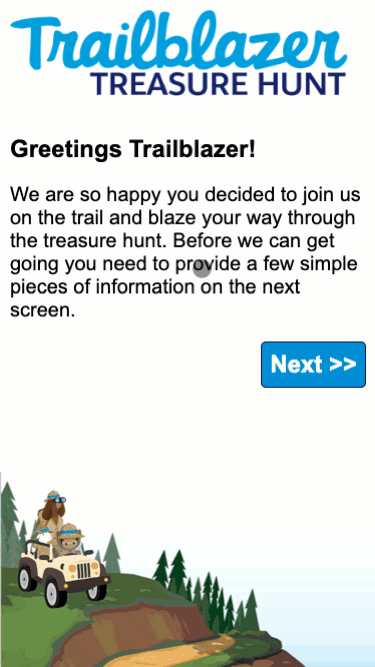 Trailblazer
TREASURE HUNT
Greetings Trailblazer!
We are so happy you decided to join us
on the trail and blaze your way through
the treasure hunt. Before we can get
going you need to provide a few simple
pieces of information on the next
screen.
Next >>